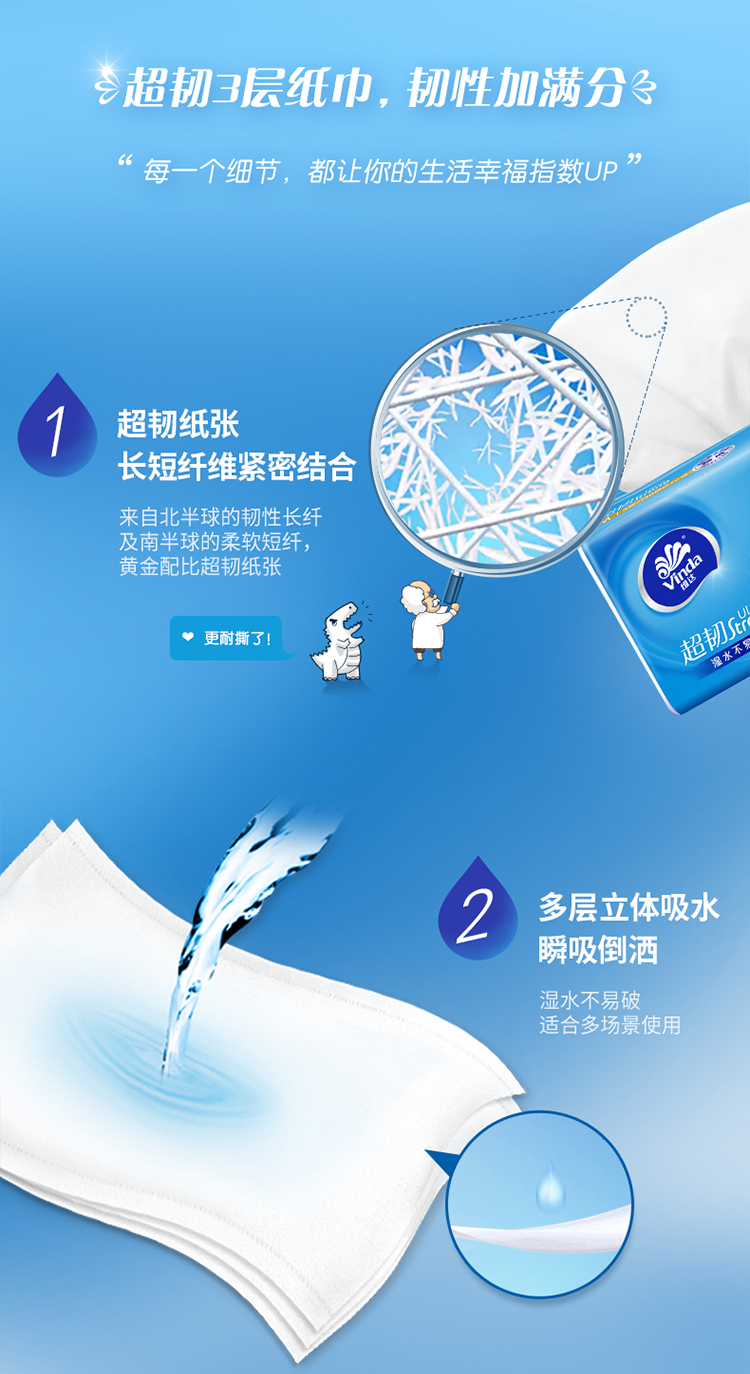 超韧3层纸巾，韧性加满分
“每一个细节，都让你的生活幸福指数UP”
1
超韧纸张
长短纤维紧密结合
来自北半球的韧性长纤
及南半球的柔软短纤，
黄金配比超韧纸张
更耐撕了!
Vinda
维达
超韧
湿水不
2
多层立体吸水
瞬吸倒洒
湿水不易破
适合多场景使用